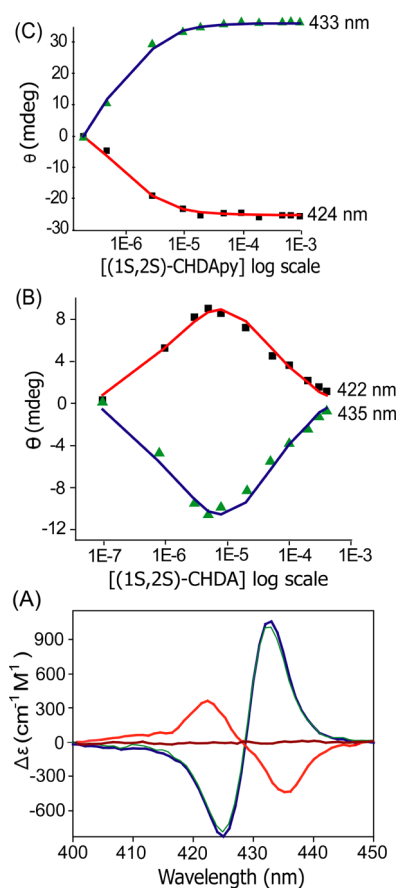 (C)
433 nm
30
20
10
0
-10
-20
-30
θ (mdeg)
424 nm
1E-6 1E-5 1E-4 1E-3
[(1S,2S)-CHDApy] log scale
(B)
8
4
0
-4
-8
-12
Θ (mdeg)
422 nm
435 nm
1E-7 1E-6 1E-5 1E-4 1E-3
[(1S,2S)-CHDA] log scale
(A)
900
600
300
0
-300
-600
Δε (cm⁻¹M⁻¹)
400 410 420 430 440 450
Wavelength (nm)